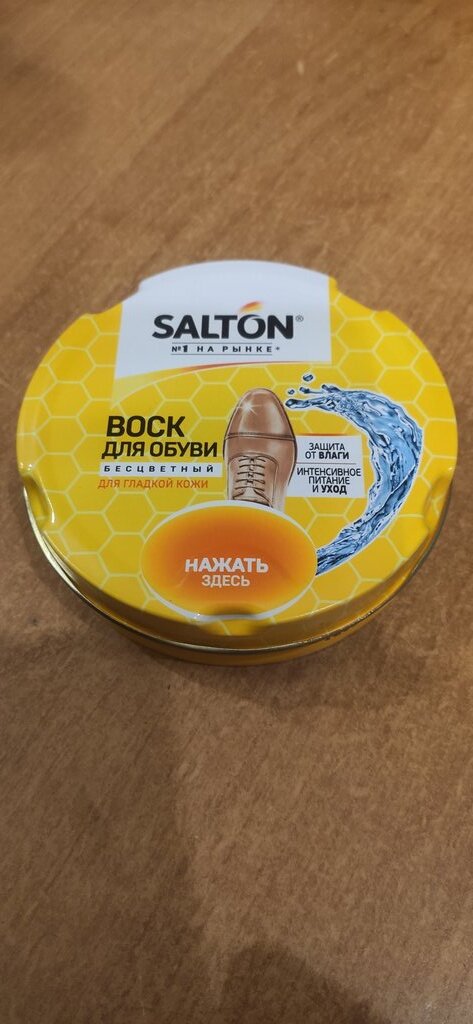 SALTON®
№1 НА РЫНКЕ*
ВОСК
ДЛЯ ОБУВИ
БЕСЦВЕТНЫЙ
ДЛЯ ГЛАДКОЙ КОЖИ
ЗАЩИТА
ОТ ВЛАГИ
ИНТЕНСИВНОЕ
ПИТАНИЕ
И УХОД
НАЖАТЬ
ЗДЕСЬ